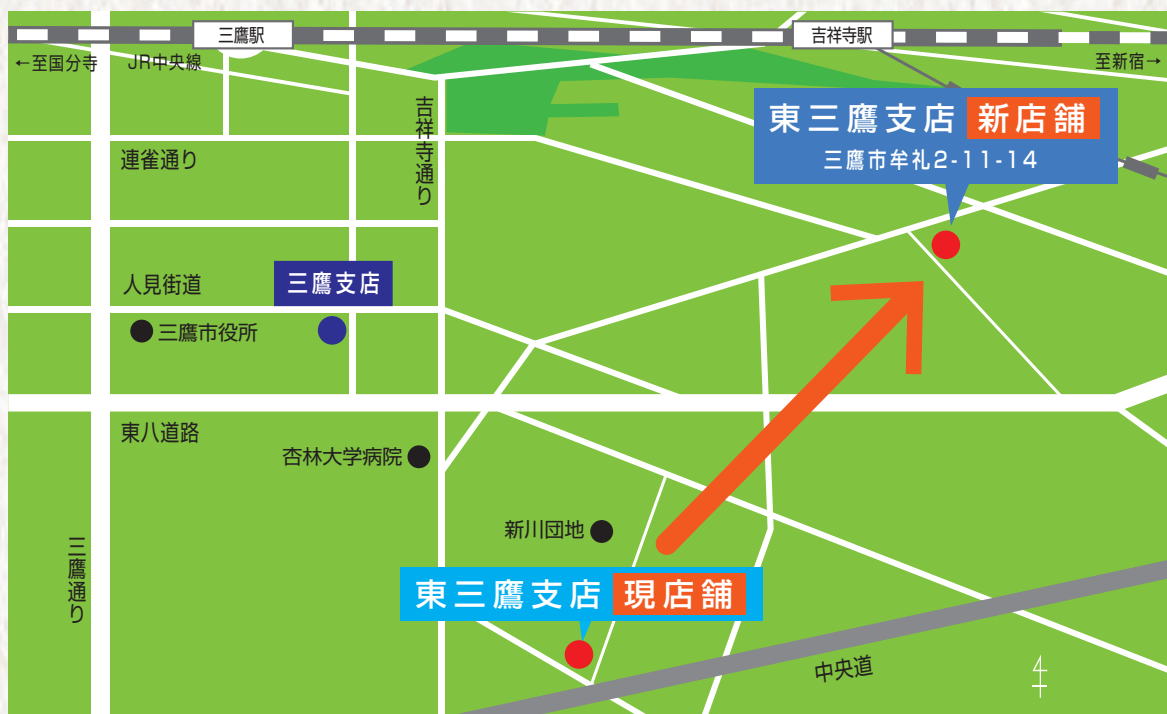 三鷹駅
吉祥寺駅
←至国分寺
JR中央線
至新宿→
吉祥寺通り
東三鷹支店 新店舗
三鷹市牟礼2-11-14
連雀通り
人見街道
三鷹支店
三鷹市役所
東八道路
杏林大学病院
新川団地
三鷹通り
東三鷹支店 現店舗
中央道